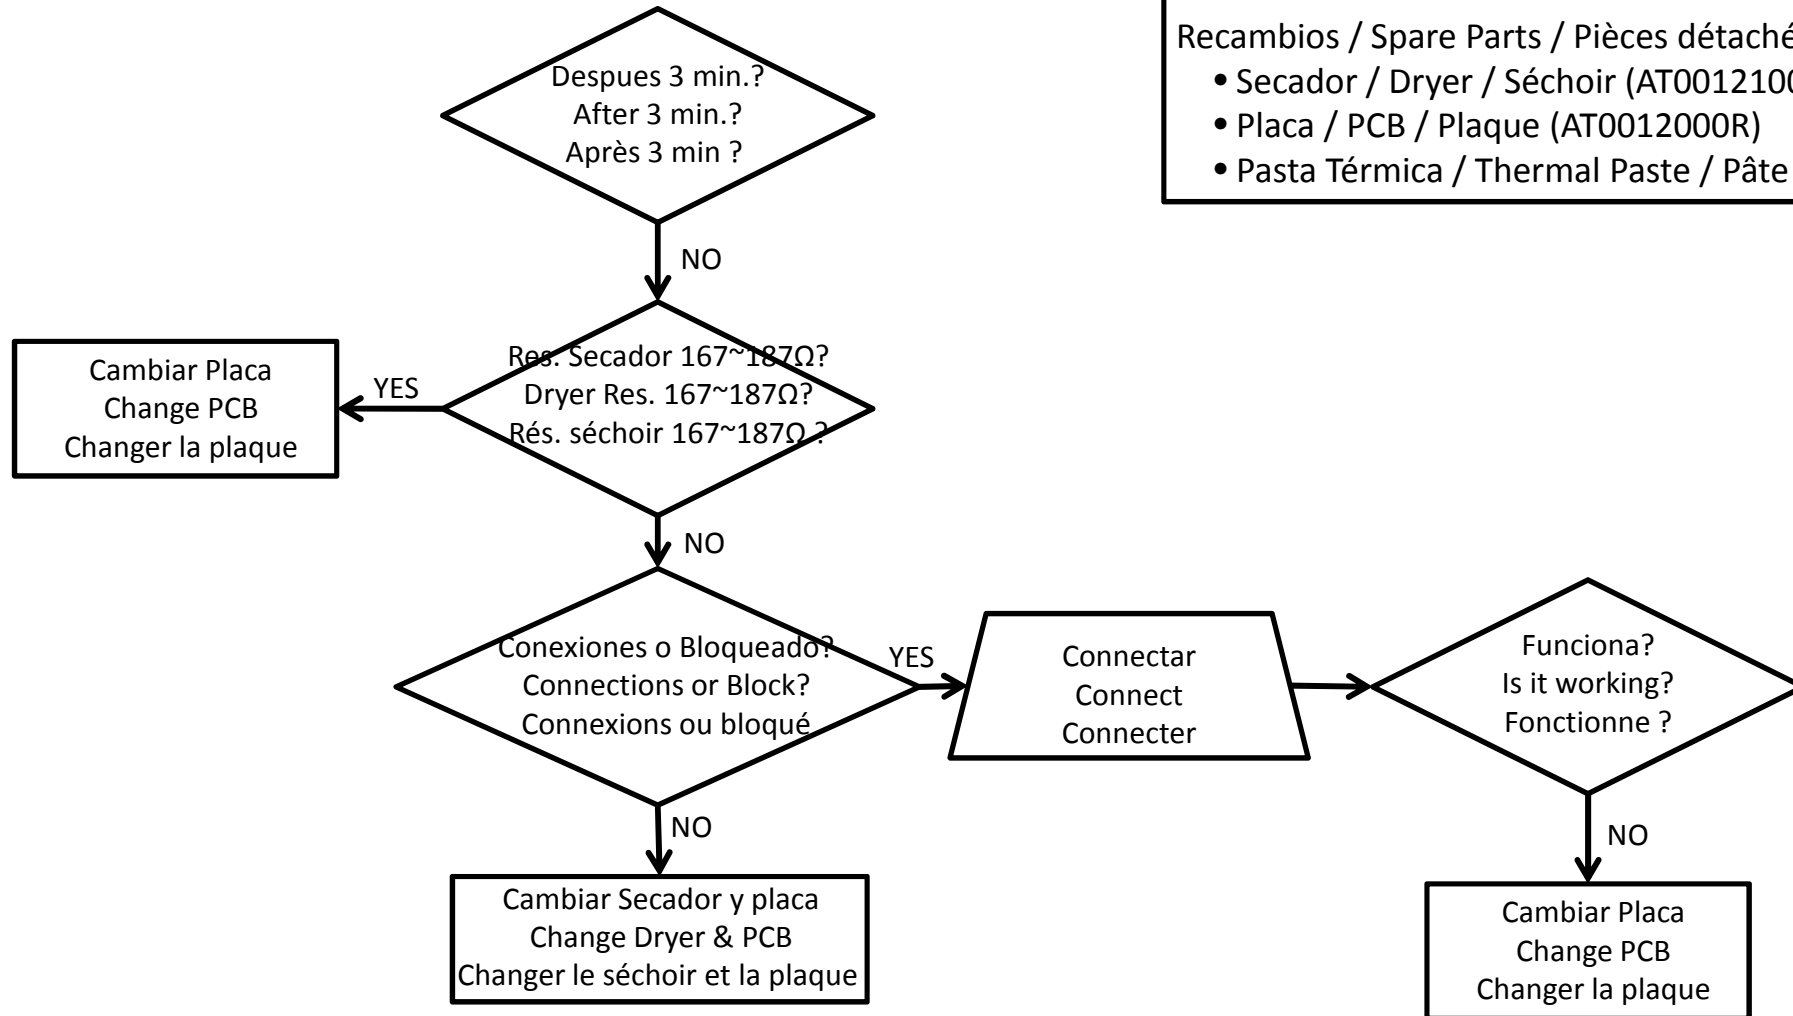 Despues 3 min.?
After 3 min.?
Après 3 min ?
Recambios / Spare Parts / Pièces détaché
• Secador / Dryer / Séchoir (AT0012100
• Placa / PCB / Plaque (AT0012000R)
• Pasta Térmica / Thermal Paste / Pâte
NO
Res. Secador 167~187Ω?
Dryer Res. 167~187Ω?
Rés. séchoir 167~187Ω ?
YES
Cambiar Placa
Change PCB
Changer la plaque
NO
Conexiones o Bloqueado?
Connections or Block?
Connexions ou bloqué
YES
Connectar
Connect
Connecter
Funciona?
Is it working?
Fonctionne ?
NO
Cambiar Secador y placa
Change Dryer & PCB
Changer le séchoir et la plaque
NO
Cambiar Placa
Change PCB
Changer la plaque